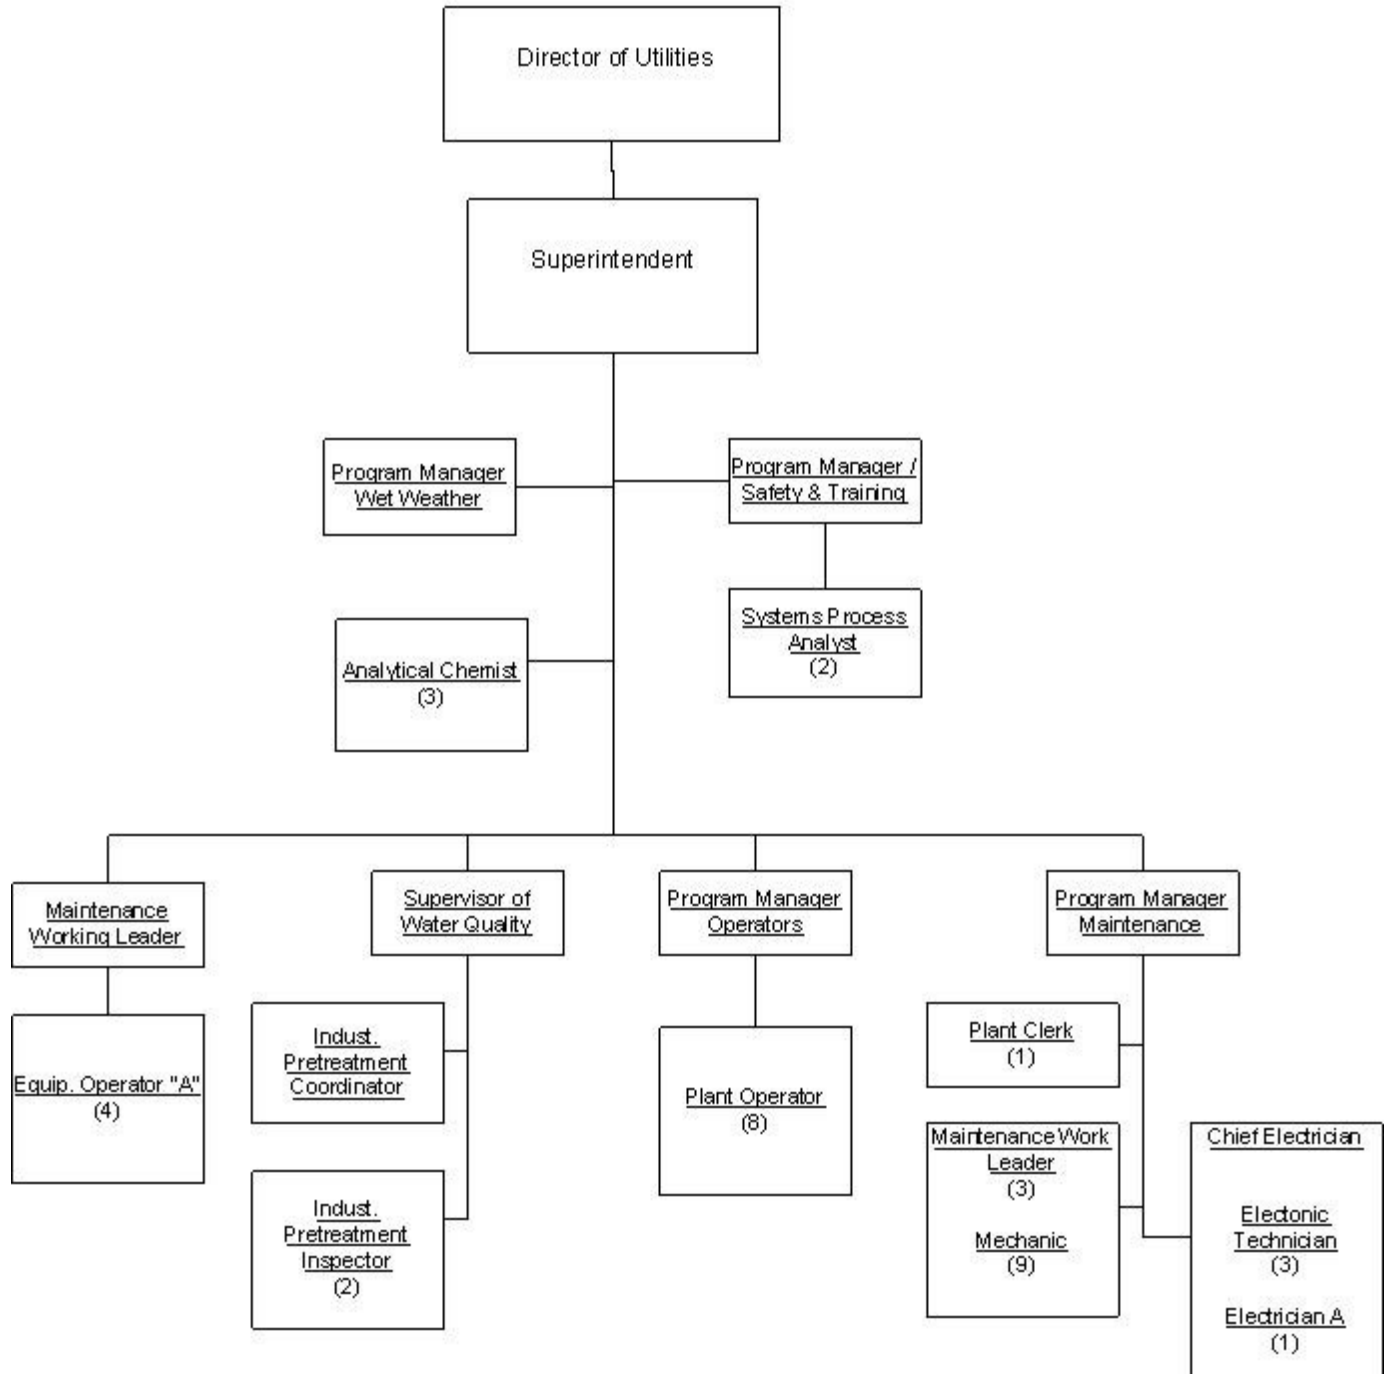 Director of Utilities
Superintendent
Program Manager
Wet Weather
Program Manager /
Safety & Training
Systems Process
Analyst
(2)
Analytical Chemist
(3)
Maintenance
Working Leader
Supervisor of
Water Quality
Program Manager
Operators
Program Manager
Maintenance
Equip. Operator "A"
(4)
Indust.
Pretreatment
Coordinator
Indust.
Pretreatment
Inspector
(2)
Plant Operator
(8)
Plant Clerk
(1)
Maintenance Work
Leader
(3)
Mechanic
(9)
Chief Electrician
Electonic
Technician
(3)
Electrician A
(1)